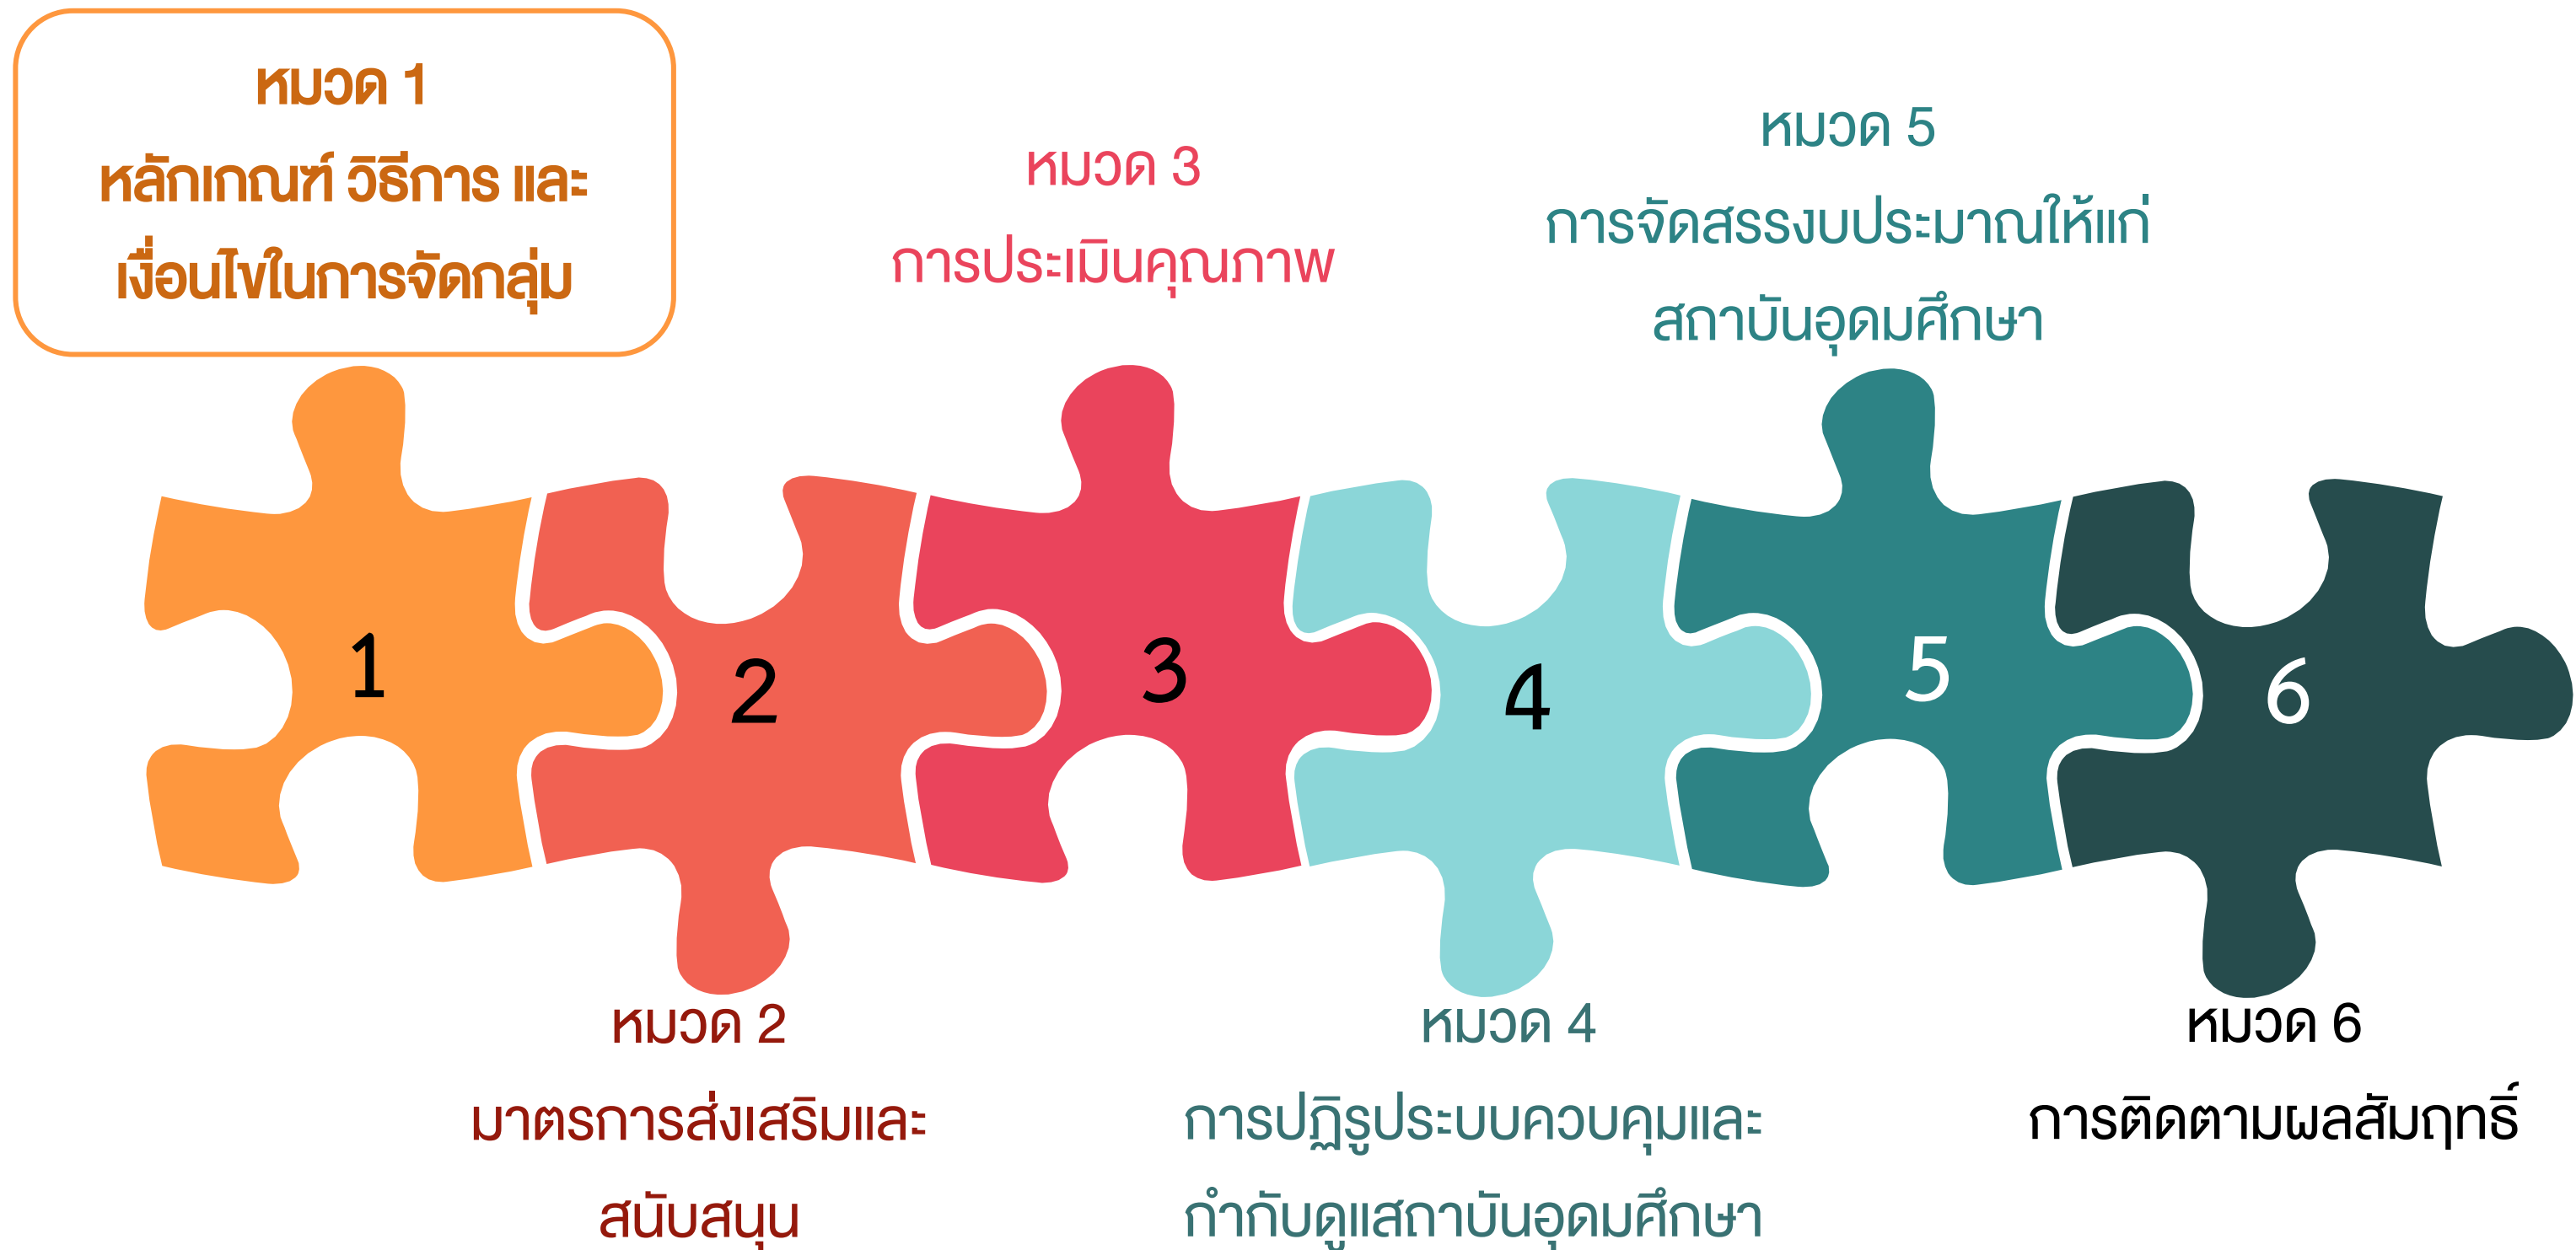 หมวด 1
หลักเกณฑ์ วิธีการ และ
เงื่อนไขในการจัดกลุ่ม
หมวด 3
การประเมินคุณภาพ
หมวด 5
การจัดสรรงบประมาณให้แก่
สถาบันอุดมศึกษา
1
2
3
4
5
6
หมวด 2
มาตรการส่งเสริมและ
สนับสนุน
หมวด 4
การปฏิรูประบบควบคุมและ
กำกับดูแสถาบันอุดมศึกษา
หมวด 6
การติดตามผลสัมฤทธิ์